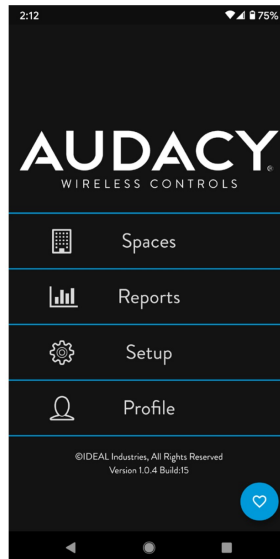 2:12
75%
AUDACY®
WIRELESS CONTROLS
Spaces
Reports
Setup
Profile
©IDEAL Industries, All Rights Reserved
Version 1.0.4 Build:15